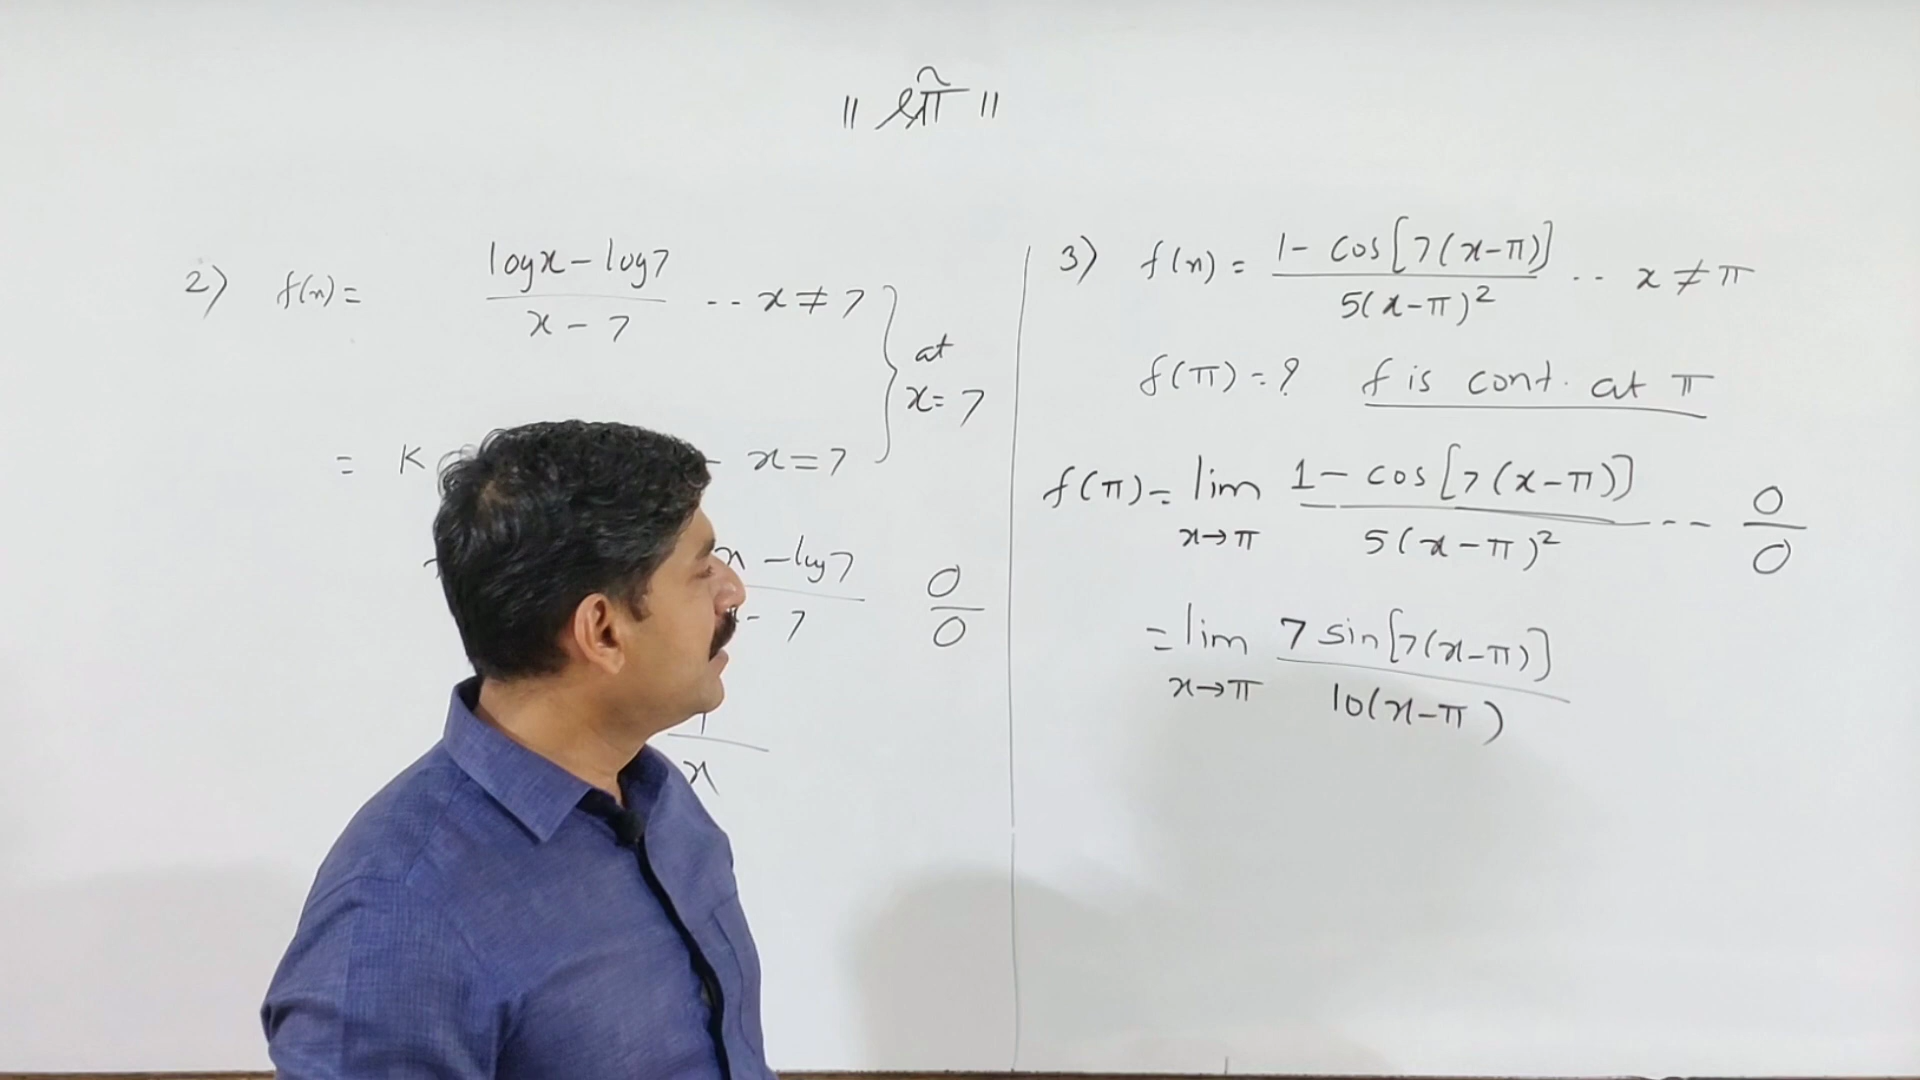 ॥ श्री ॥
2) f(x) = (log x - log 7)/(x - 7) -- x ≠ 7
at
x = 7
= K - x = 7
x - log 7
x - 7
0/0
1/x
3) f(x) = (1 - cos[7(x-π)])/(5(x-π)²) -- x ≠ π
f(π) = ? f is cont. at π
f(π) = lim x→π (1 - cos[7(x-π)])/(5(x-π)²) -- 0/0
= lim x→π (7 sin[7(x-π)])/(10(x-π))